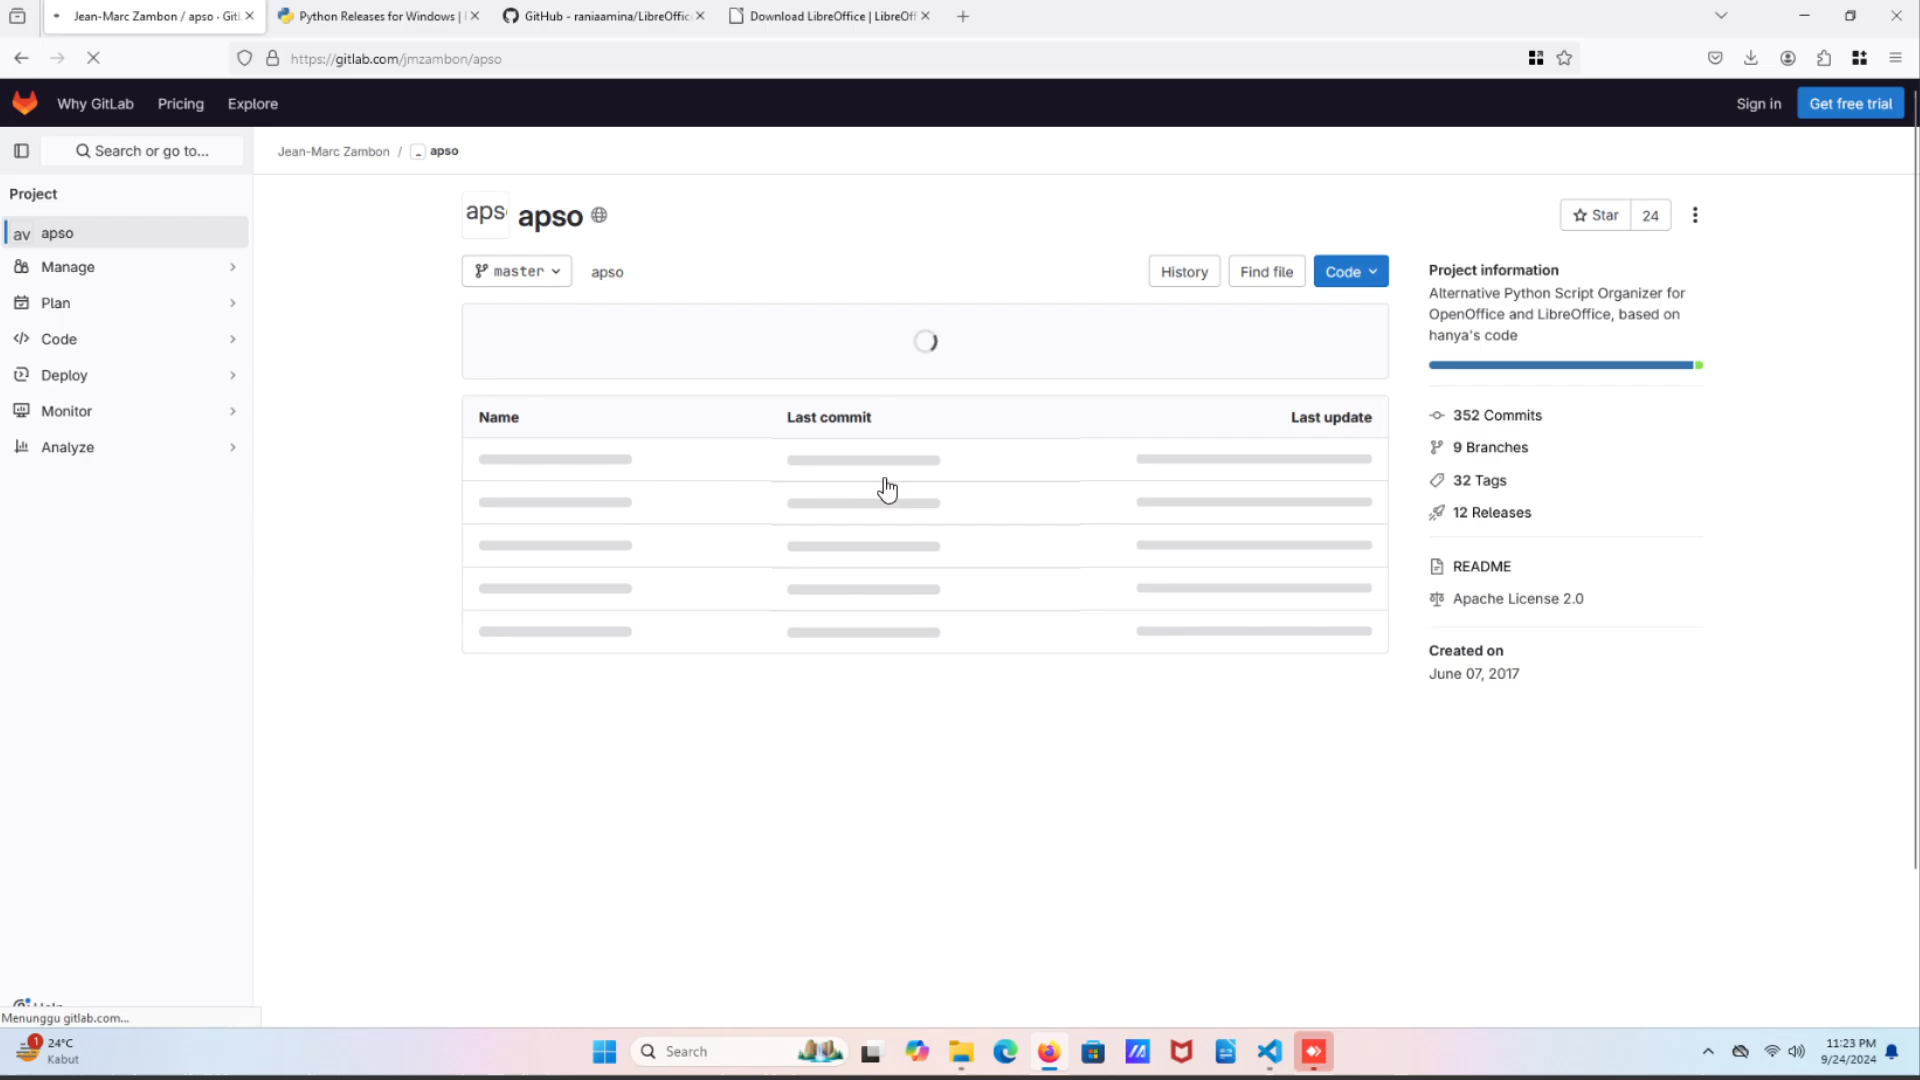 Jean-Marc Zambon / apso · GitL
Python Releases for Windows |
GitHub - raniaamina/LibreOffic
Download LibreOffice | LibreOff
https://gitlab.com/jmzambon/apso
Why GitLab
Pricing
Explore
Sign in
Get free trial
Search or go to...
Jean-Marc Zambon / apso
Project
apso
Manage
Plan
Code
Deploy
Monitor
Analyze
Help
aps
apso
Star 24
master
apso
History
Find file
Code
Name
Last commit
Last update
Project information
Alternative Python Script Organizer for
OpenOffice and LibreOffice, based on
hanya's code
352 Commits
9 Branches
32 Tags
12 Releases
README
Apache License 2.0
Created on
June 07, 2017
Menunggu gitlab.com...
1
24°C
Kabut
Search
11:23 PM
9/24/2024